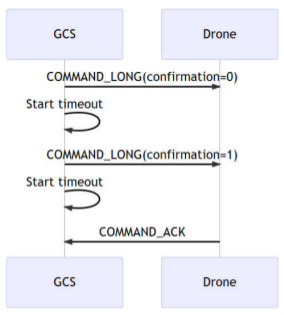 GCS
Drone
COMMAND_LONG(confirmation=0)
Start timeout
COMMAND_LONG(confirmation=1)
Start timeout
COMMAND_ACK
GCS
Drone